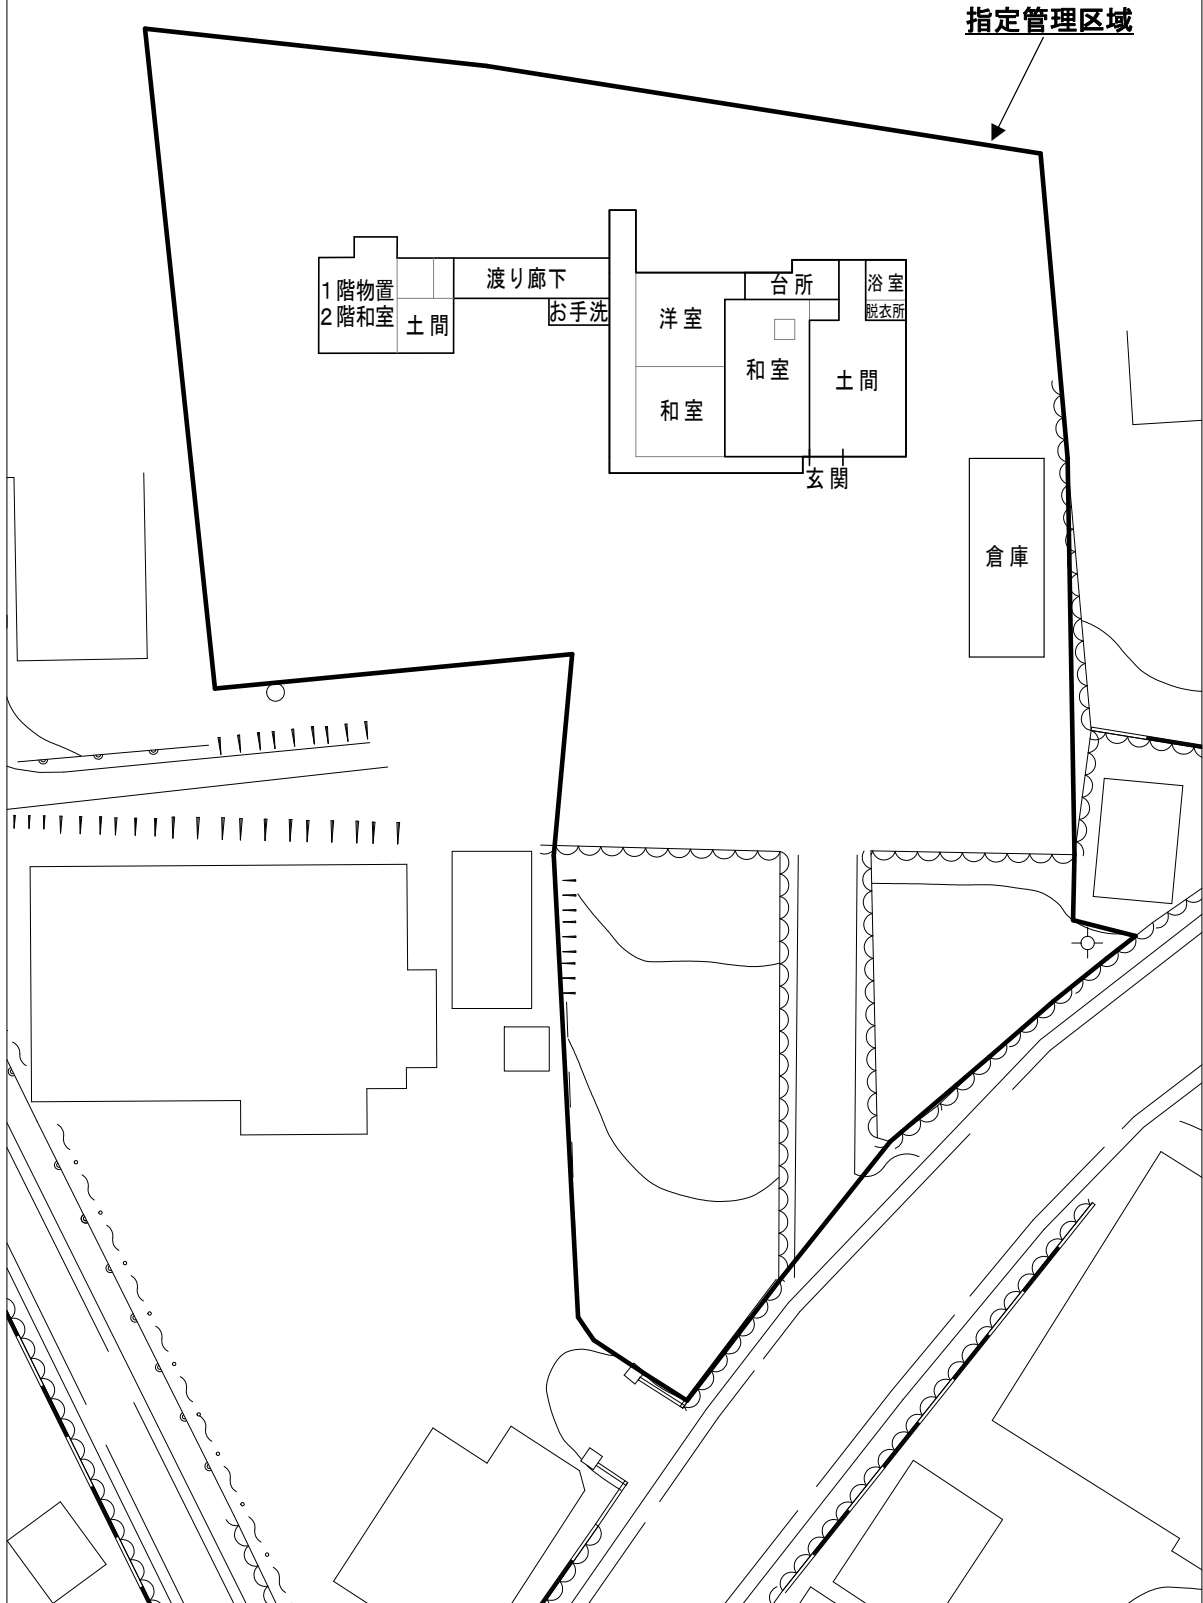 指定管理区域
1階物置
2階和室
土間
渡り廊下
お手洗
洋室
和室
台所
和室
浴室
脱衣所
土間
玄関
倉庫